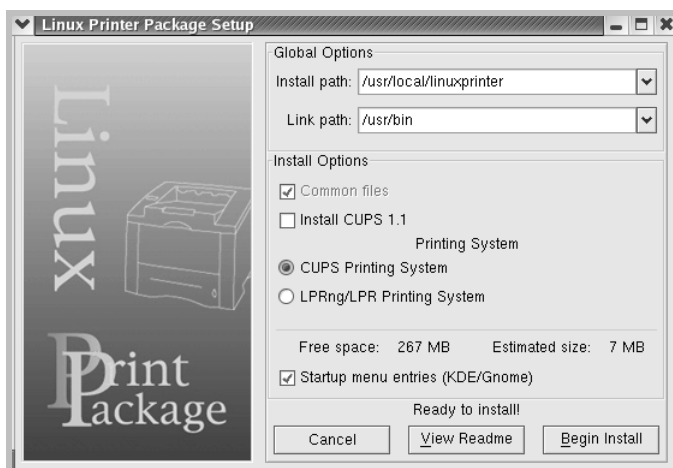 Linux Printer Package Setup
Linux
Print
Package
Global Options
Install path: /usr/local/linuxprinter
Link path: /usr/bin
Install Options
Common files
Install CUPS 1.1
Printing System
CUPS Printing System
LPRng/LPR Printing System
Free space: 267 MB Estimated size: 7 MB
Startup menu entries (KDE/Gnome)
Ready to install!
Cancel View Readme Begin Install